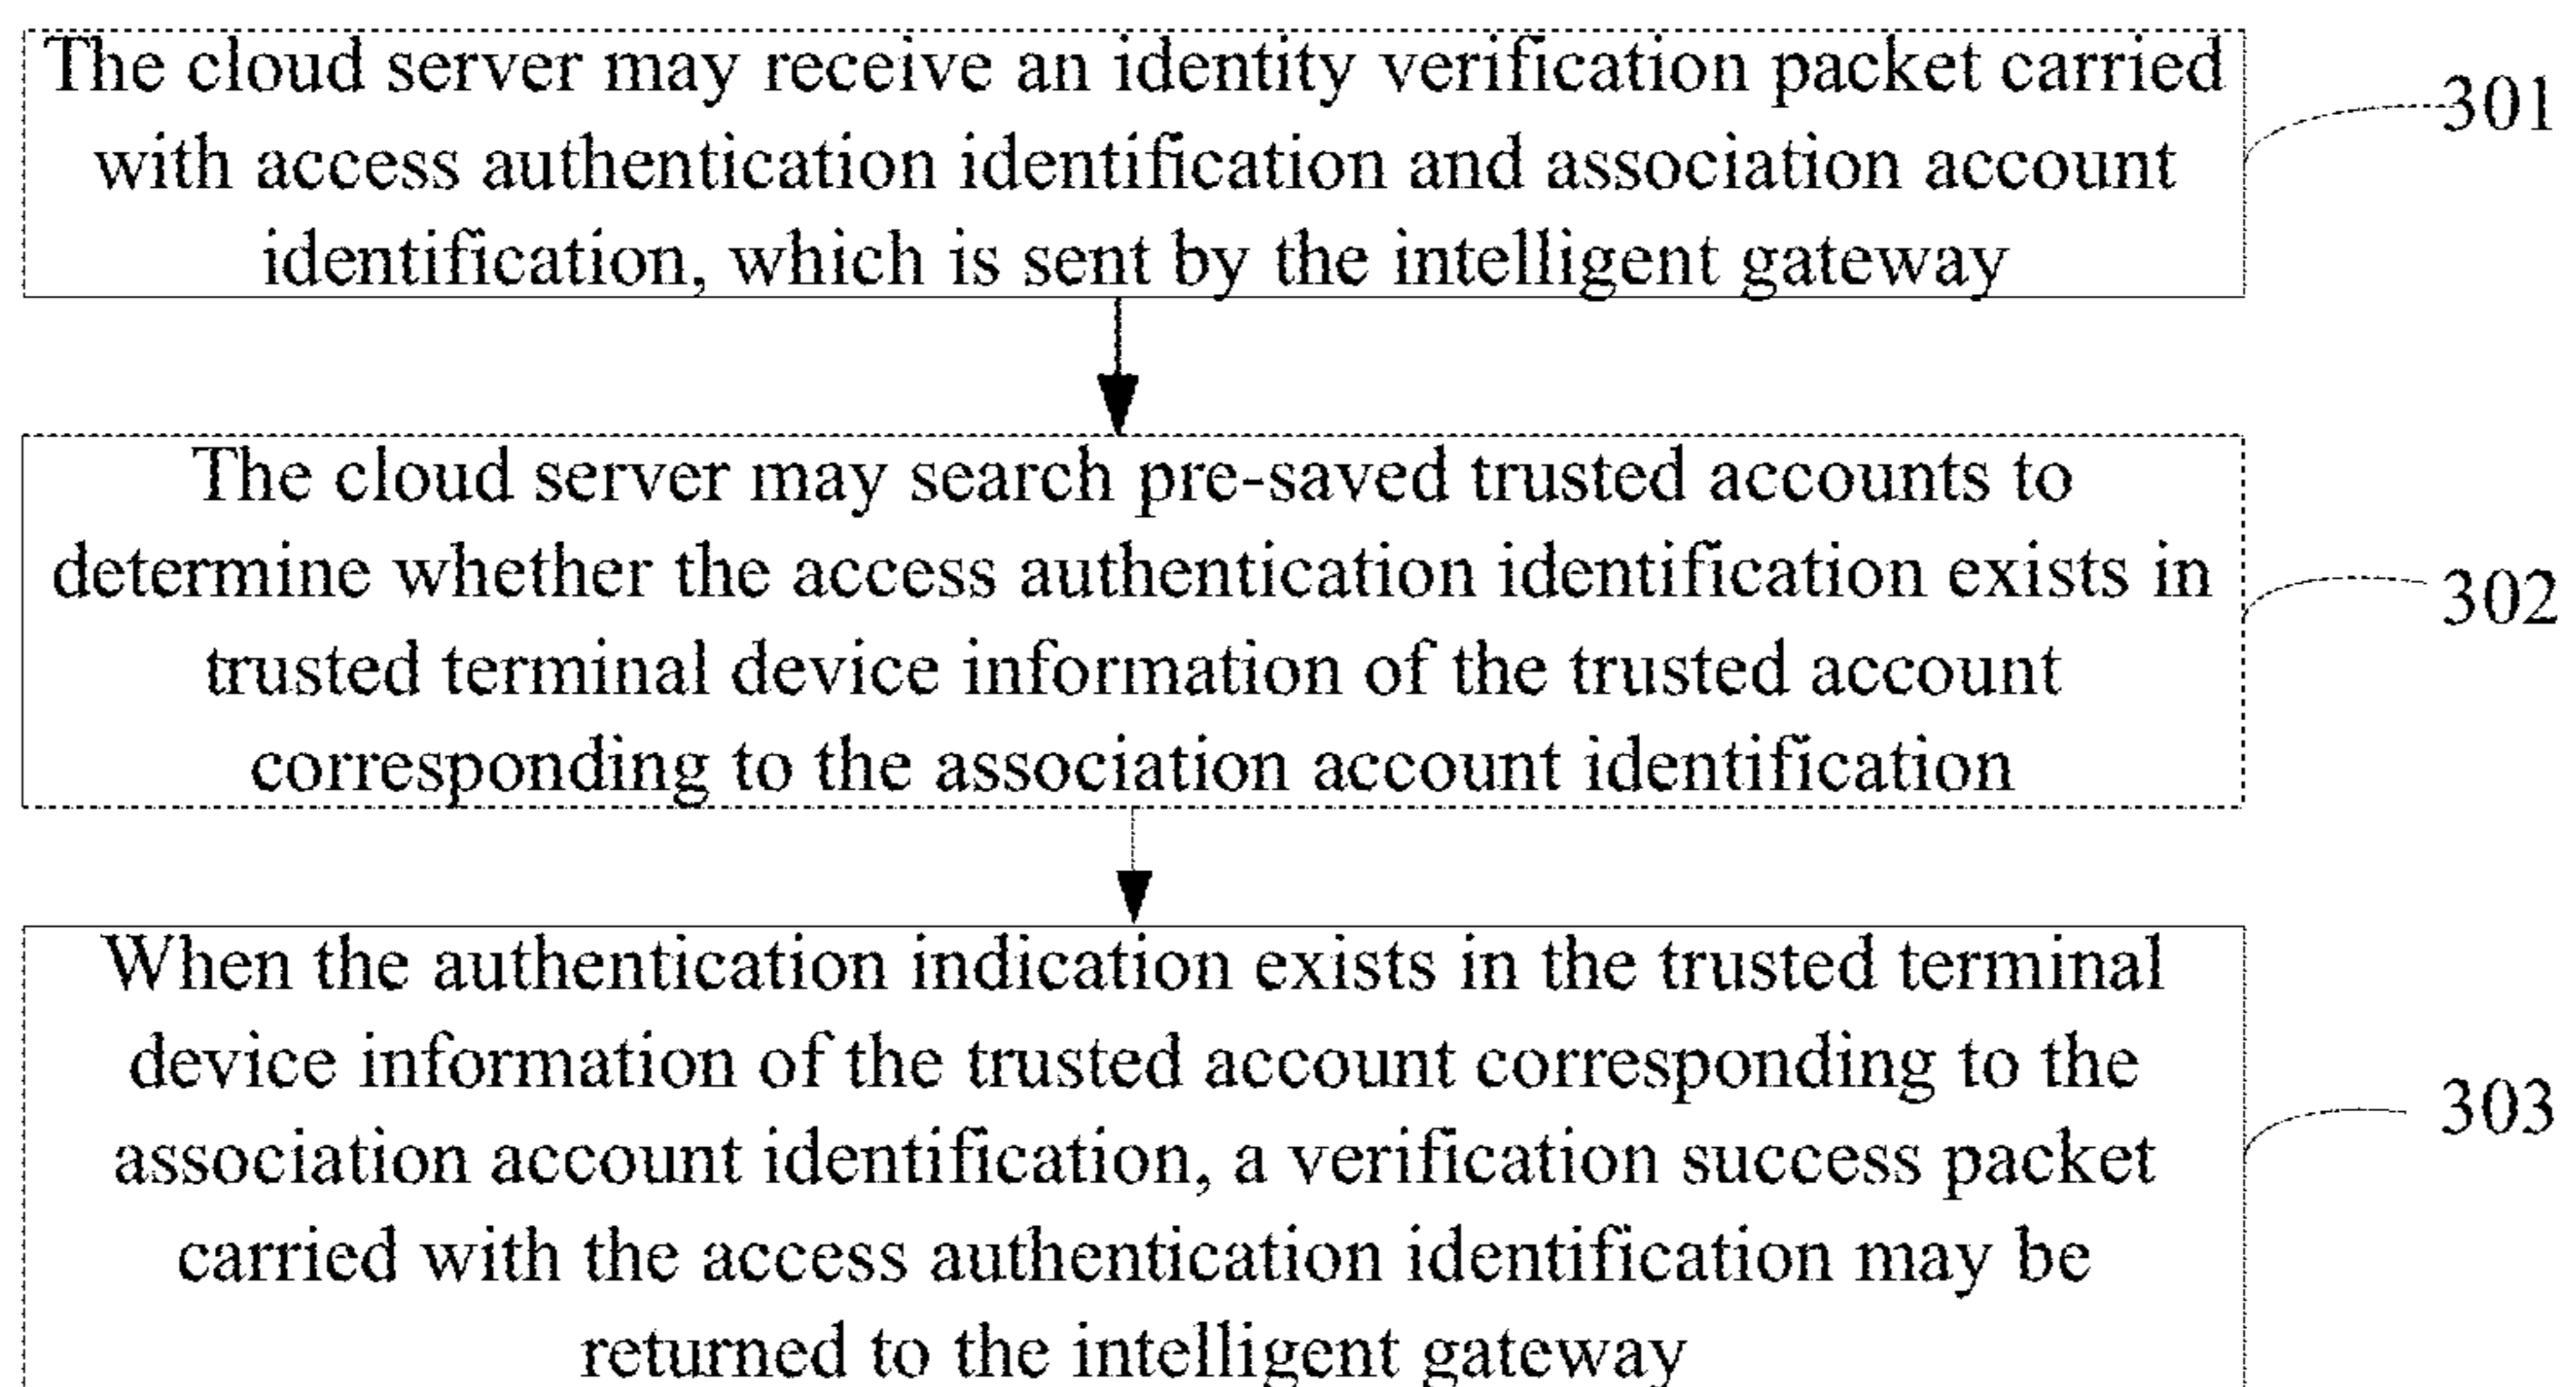 The cloud server may receive an identity verification packet carried
with access authentication identification and association account
identification, which is sent by the intelligent gateway
301
The cloud server may search pre-saved trusted accounts to
determine whether the access authentication identification exists in
trusted terminal device information of the trusted account
corresponding to the association account identification
302
When the authentication indication exists in the trusted terminal
device information of the trusted account corresponding to the
association account identification, a verification success packet
carried with the access authentication identification may be
returned to the intelligent gateway
303